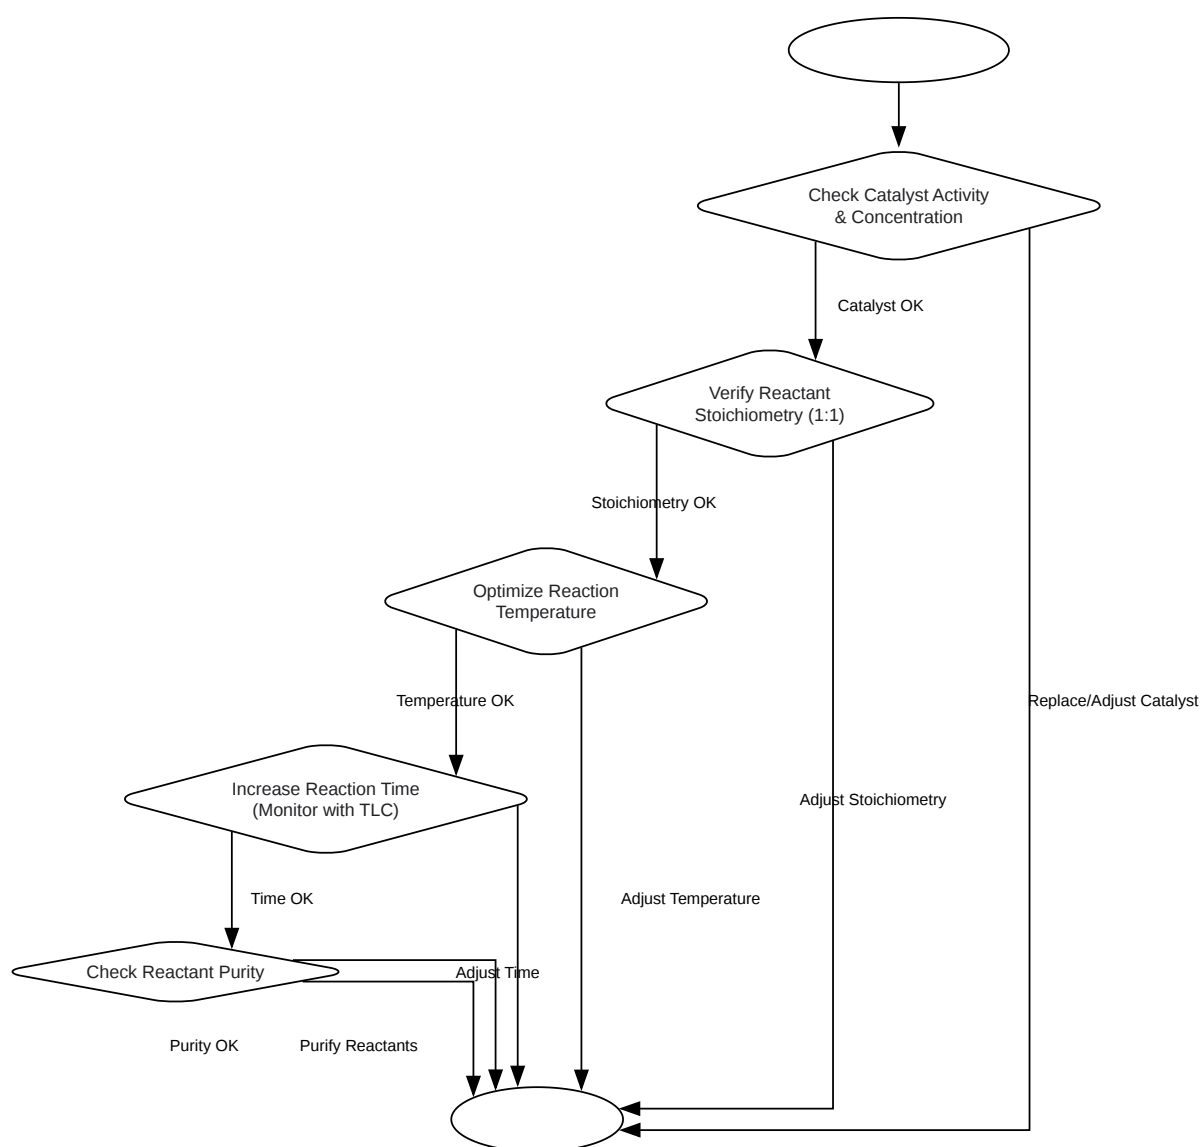 Check Catalyst Activity
& Concentration
Catalyst OK
Verify Reactant
Stoichiometry (1:1)
Stoichiometry OK
Optimize Reaction
Temperature
Temperature OK
Replace/Adjust Catalyst
Increase Reaction Time
(Monitor with TLC)
Adjust Stoichiometry
Time OK
Adjust Temperature
Check Reactant Purity
Adjust Time
Purity OK
Purify Reactants